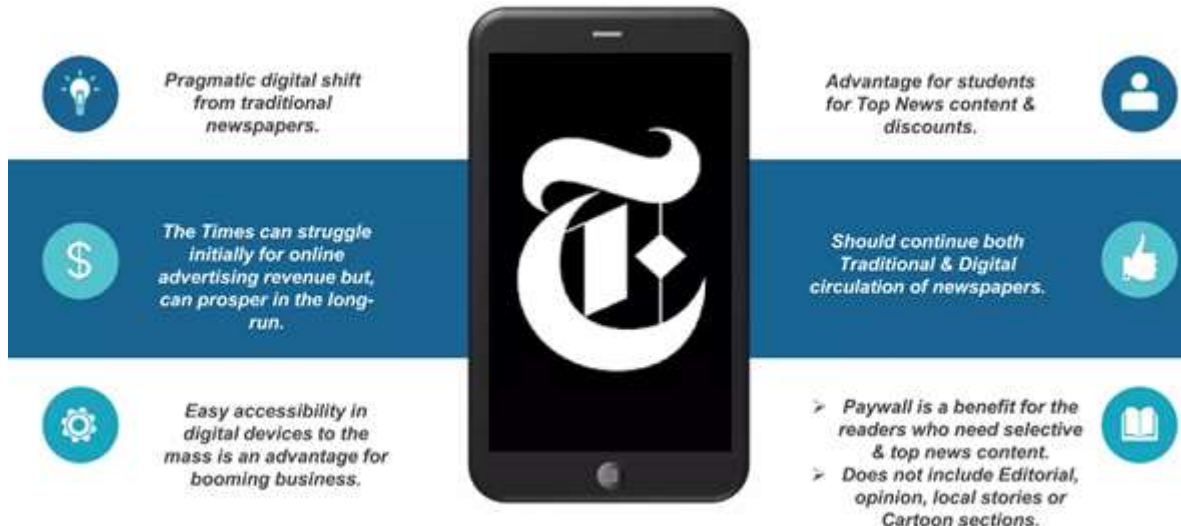 Pragmatic digital shift
from traditional
newspapers.
The Times can struggle
initially for online
advertising revenue but,
can prosper in the long-
run.
Easy accessibility in
digital devices to the
mass is an advantage for
booming business.
$
T
Advantage for students
for Top News content &
discounts.
Should continue both
Traditional & Digital
circulation of newspapers.
➢ Paywall is a benefit for the
readers who need selective
& top news content.
➢ Does not include Editorial,
opinion, local stories or
Cartoon sections.